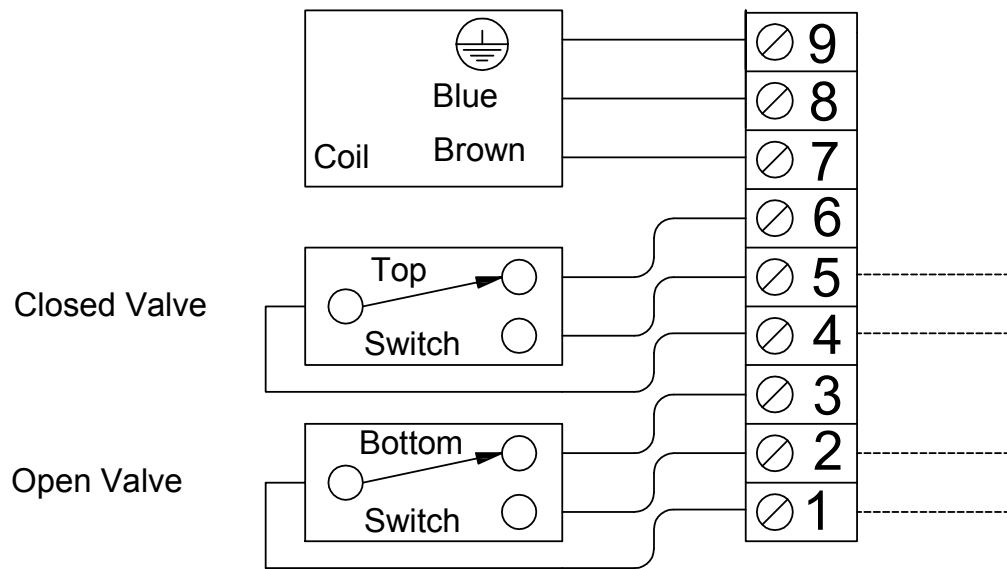 9
Blue
8
Coil
Brown
7
6
Closed Valve
Top
Switch
5
4
3
Open Valve
Bottom
Switch
2
1